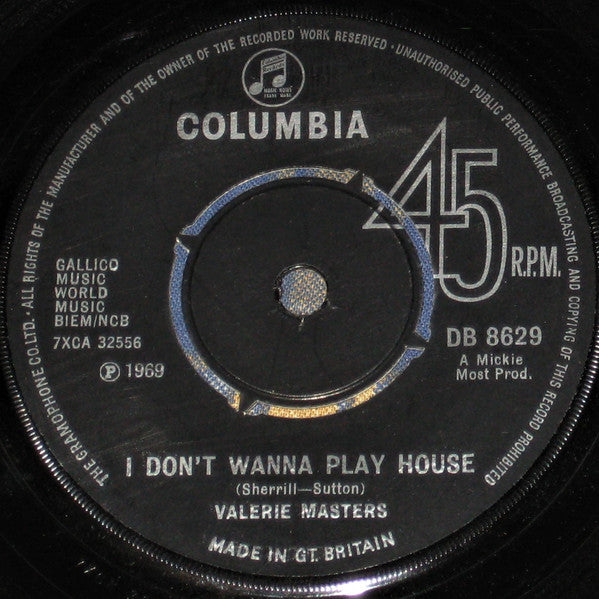 THE GRAMOPHONE CO. LTD. · ALL RIGHTS OF THE MANUFACTURER AND OF THE OWNER OF THE RECORDED WORK RESERVED · UNAUTHORISED PUBLIC PERFORMANCE BROADCASTING AND COPYING OF THIS RECORD PROHIBITED
COLUMBIA
45
R.P.M.
GALLICO
MUSIC
WORLD
MUSIC
BIEM/NCB
7XCA 32556
Ⓟ 1969
DB 8629
A Mickie
Most Prod.
I DON'T WANNA PLAY HOUSE
(Sherrill—Sutton)
VALERIE MASTERS
MADE IN GT. BRITAIN